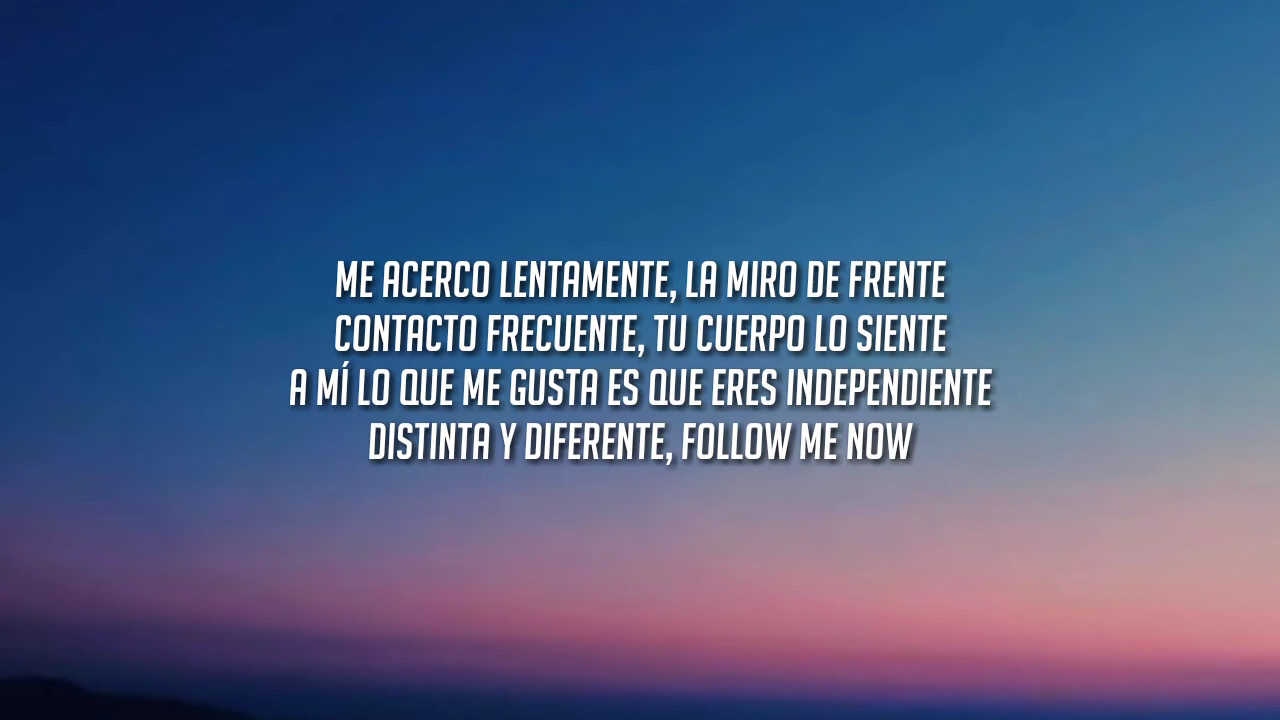 ME ACERCO LENTAMENTE, LA MIRO DE FRENTE
CONTACTO FRECUENTE, TU CUERPO LO SIENTE
A MÍ LO QUE ME GUSTA ES QUE ERES INDEPENDIENTE
DISTINTA Y DIFERENTE, FOLLOW ME NOW